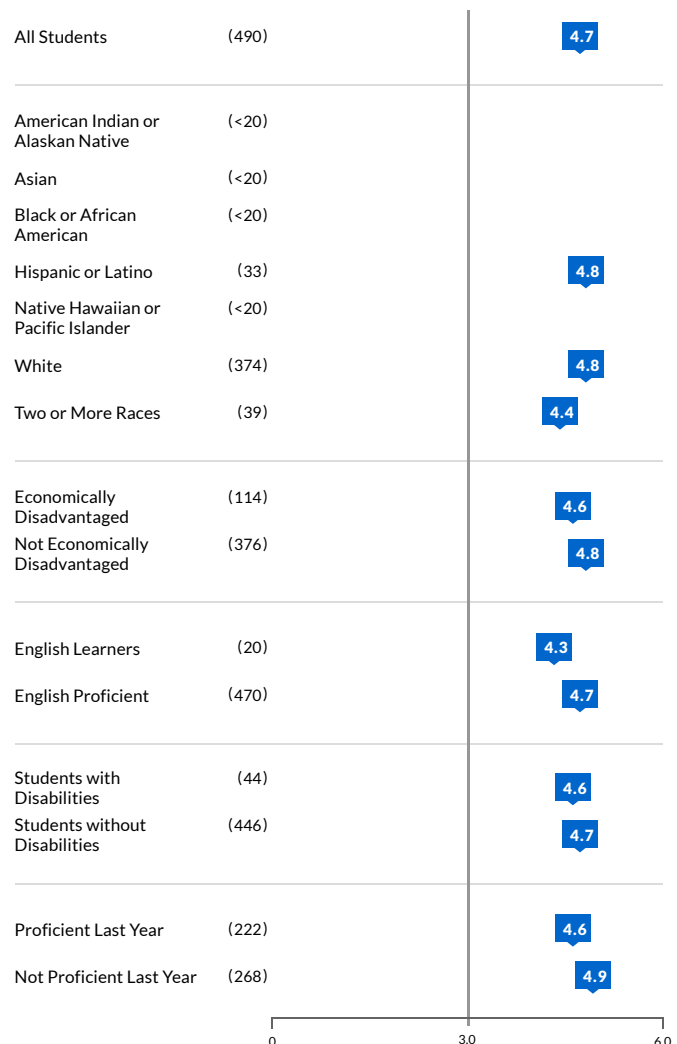 All Students (490) 4.7
American Indian or (<20)
Alaskan Native
Asian (<20)
Black or African (<20)
American
Hispanic or Latino (33) 4.8
Native Hawaiian or (<20)
Pacific Islander
White (374) 4.8
Two or More Races (39) 4.4
Economically (114) 4.6
Disadvantaged
Not Economically (376) 4.8
Disadvantaged
English Learners (20) 4.3
English Proficient (470) 4.7
Students with (44) 4.6
Disabilities
Students without (446) 4.7
Disabilities
Proficient Last Year (222) 4.6
Not Proficient Last Year (268) 4.9
0 3.0 6.0